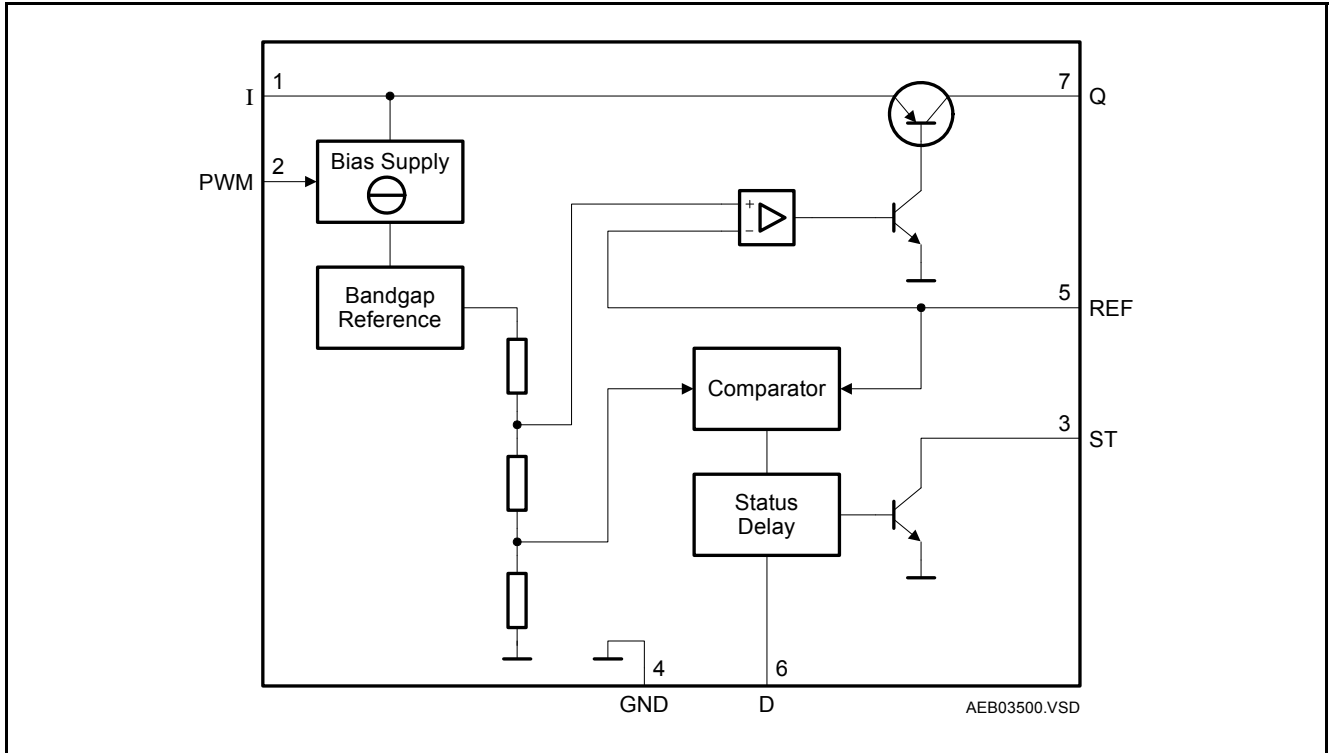 1
I
7
Q
2
PWM
Bias Supply
+
−
Bandgap
Reference
5
REF
Comparator
3
ST
Status
Delay
4
GND
6
D
AEB03500.VSD